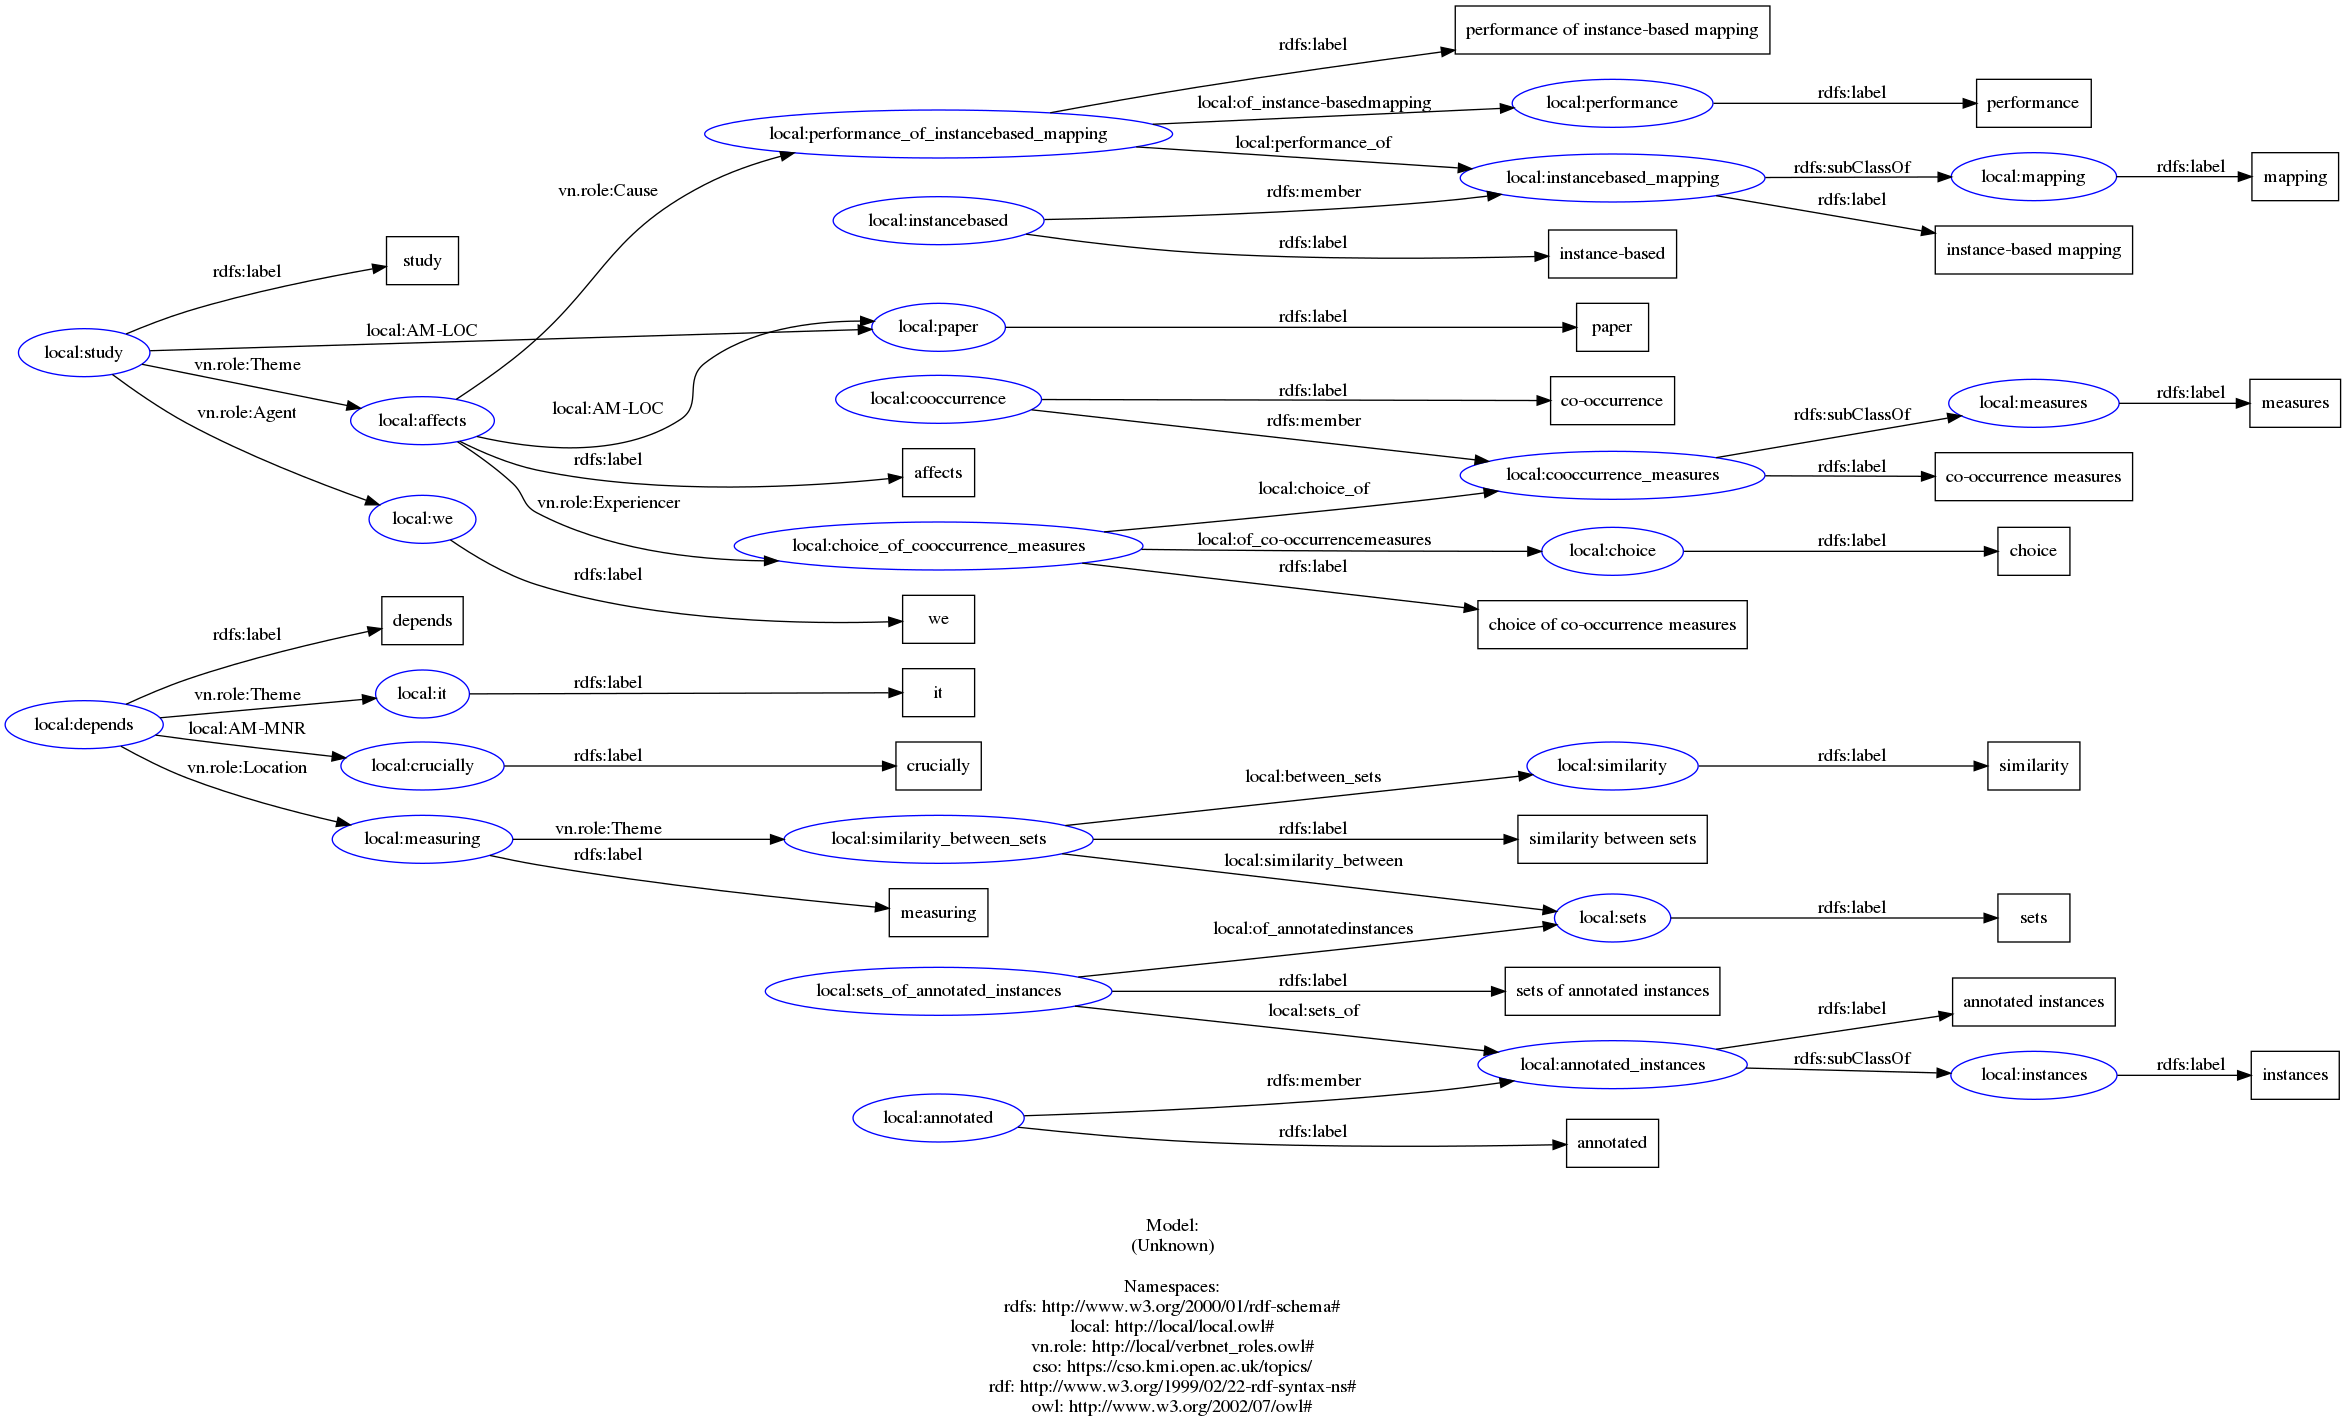 performance of instance-based mapping
rdfs:label
local:of_instance-basedmapping
local:performance
rdfs:label
performance
local:performance_of_instancebased_mapping
local:performance_of
vn.role:Cause
local:instancebased_mapping
rdfs:subClassOf
local:mapping
rdfs:label
mapping
rdfs:member
rdfs:label
local:instancebased
rdfs:label
instance-based
instance-based mapping
study
rdfs:label
local:AM-LOC
local:paper
rdfs:label
paper
local:study
vn.role:Theme
local:cooccurrence
rdfs:label
co-occurrence
local:measures
rdfs:label
measures
vn.role:Agent
local:affects
local:AM-LOC
rdfs:member
rdfs:subClassOf
rdfs:label
affects
local:cooccurrence_measures
rdfs:label
co-occurrence measures
vn.role:Experiencer
local:choice_of
local:we
local:choice_of_cooccurrence_measures
local:of_co-occurrencemeasures
local:choice
rdfs:label
choice
rdfs:label
rdfs:label
we
choice of co-occurrence measures
depends
rdfs:label
vn.role:Theme
local:it
rdfs:label
it
local:depends
local:AM-MNR
local:crucially
rdfs:label
crucially
vn.role:Location
local:between_sets
local:similarity
rdfs:label
similarity
local:measuring
vn.role:Theme
local:similarity_between_sets
rdfs:label
similarity between sets
rdfs:label
local:similarity_between
measuring
local:sets
rdfs:label
sets
local:of_annotatedinstances
local:sets_of_annotated_instances
rdfs:label
sets of annotated instances
rdfs:label
annotated instances
local:sets_of
local:annotated_instances
rdfs:subClassOf
local:instances
rdfs:label
instances
rdfs:member
local:annotated
rdfs:label
annotated
Model:
(Unknown)
Namespaces:
rdfs: http://www.w3.org/2000/01/rdf-schema#
local: http://local/local.owl#
vn.role: http://local/verbnet_roles.owl#
cso: https://cso.kmi.open.ac.uk/topics/
rdf: http://www.w3.org/1999/02/22-rdf-syntax-ns#
owl: http://www.w3.org/2002/07/owl#